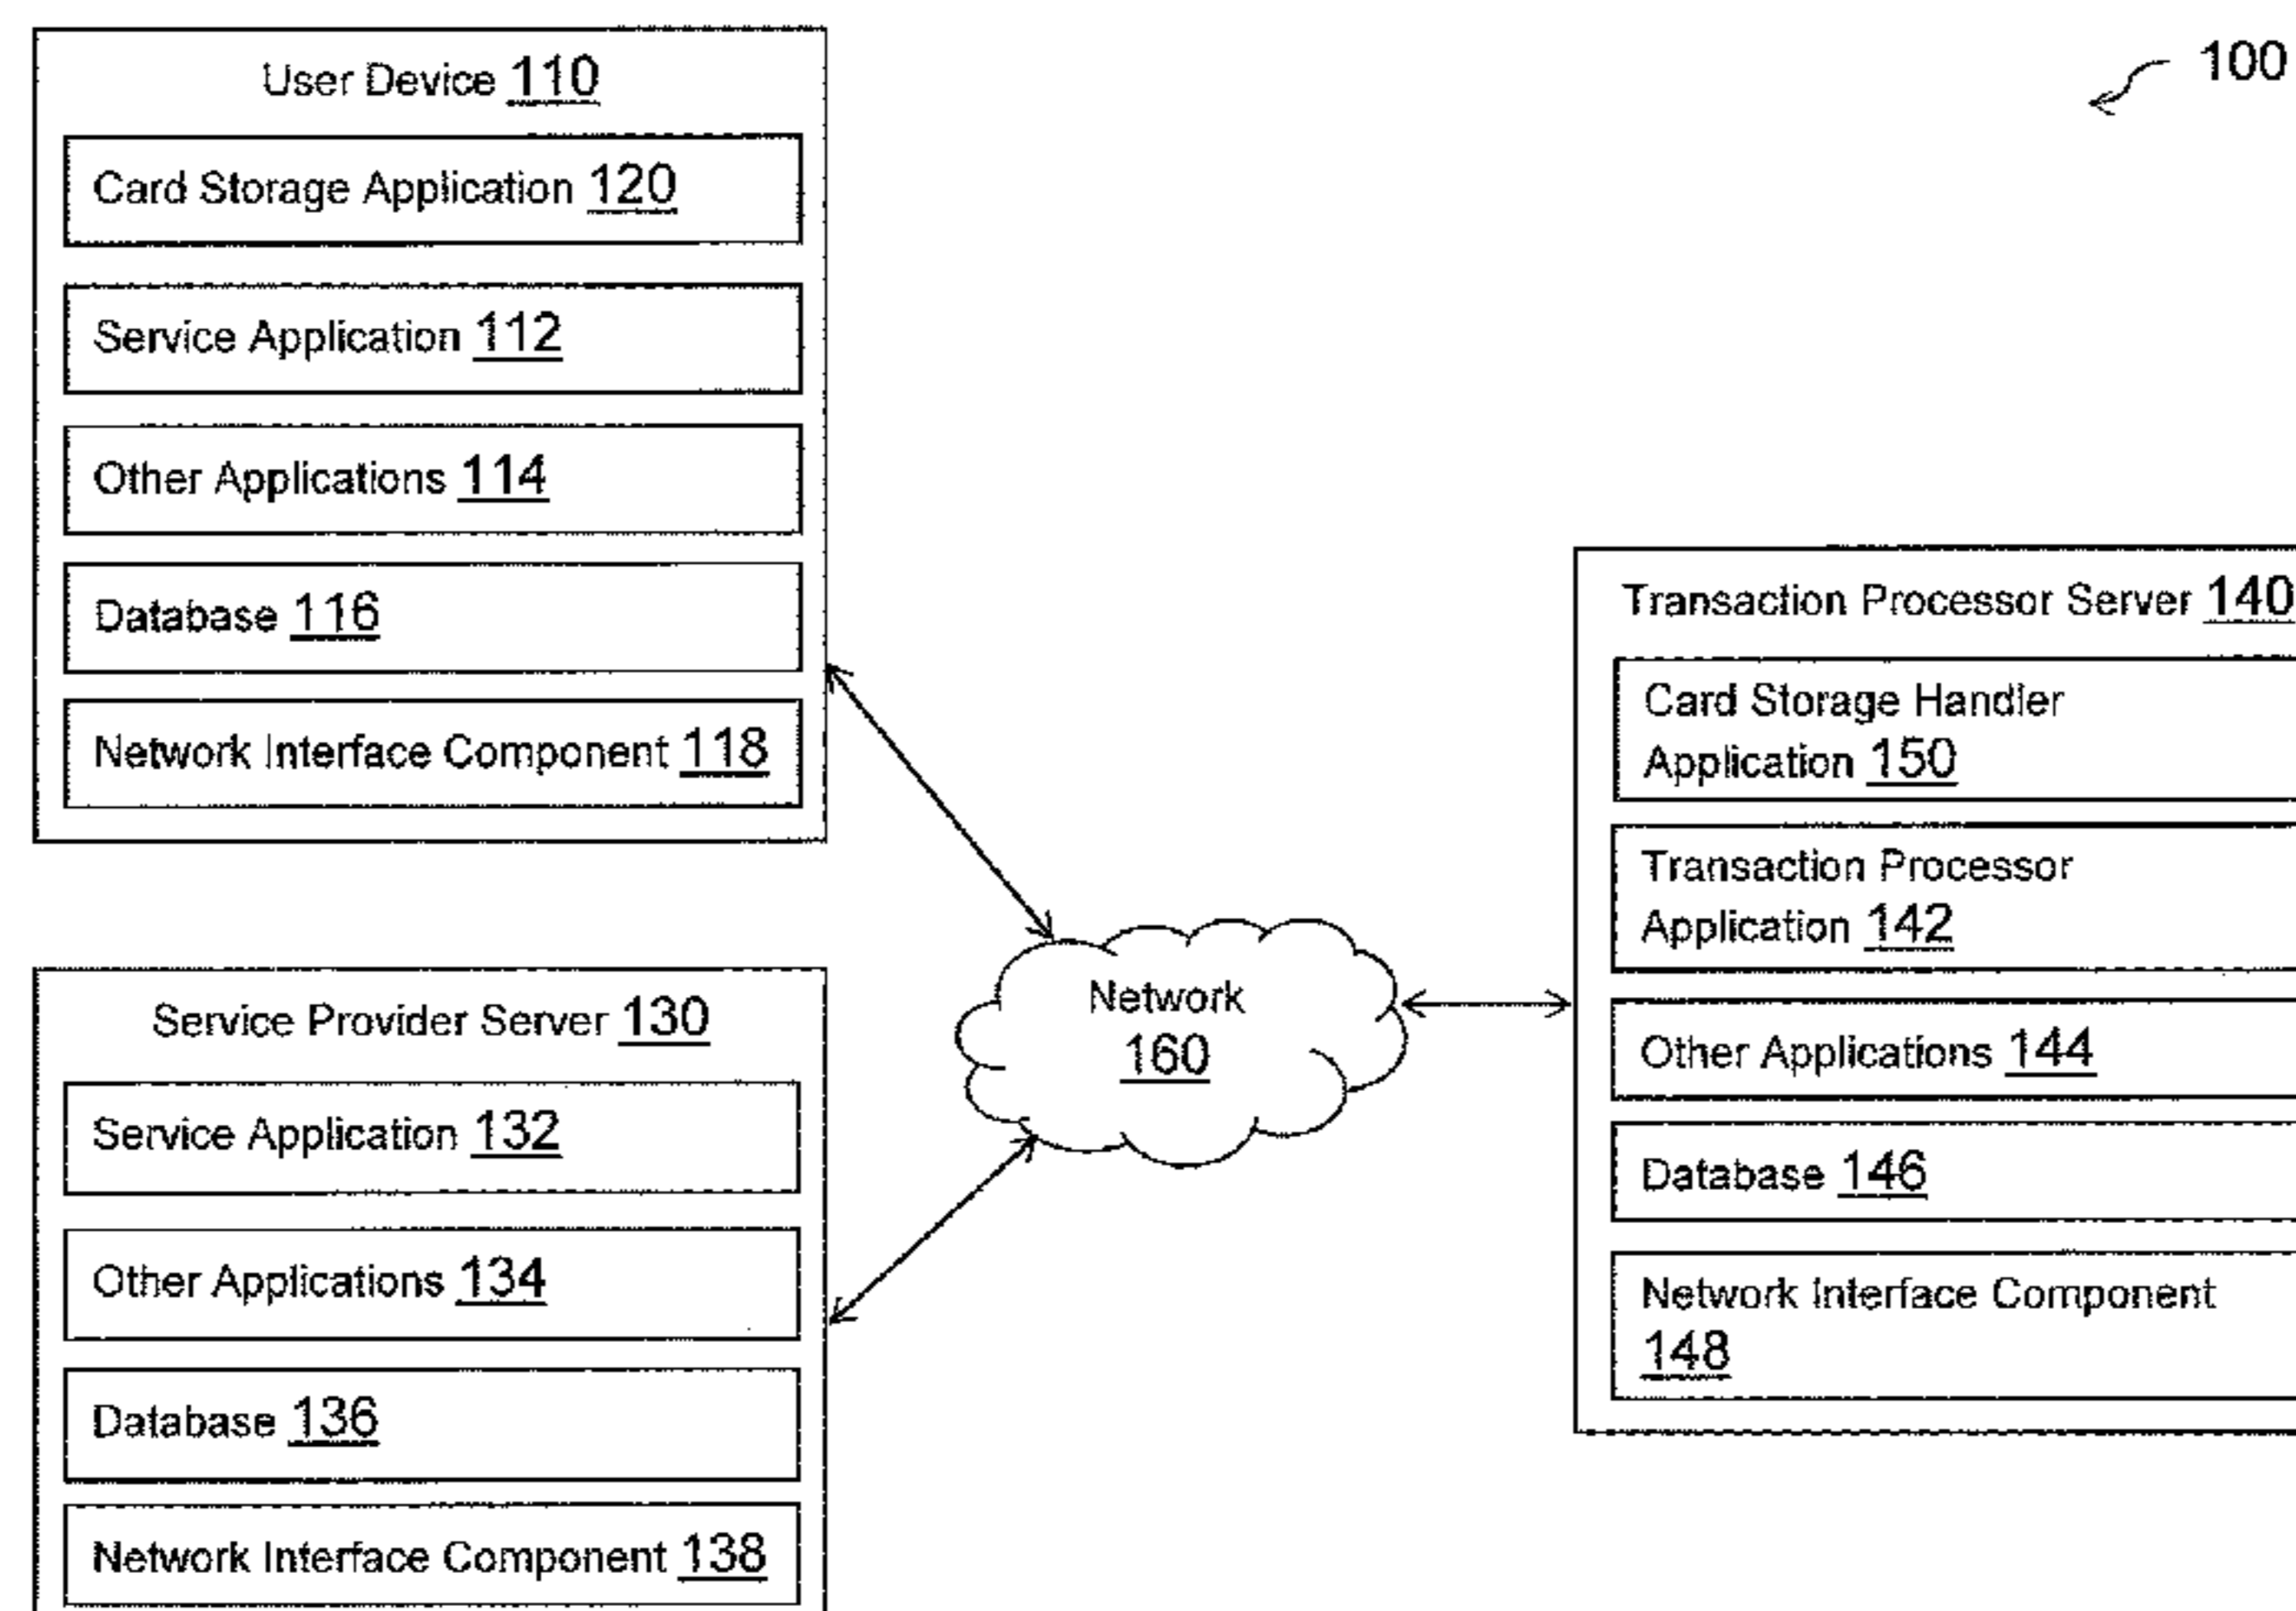 100
User Device 110
Card Storage Application 120
Service Application 112
Other Applications 114
Database 116
Network Interface Component 118
Service Provider Server 130
Service Application 132
Other Applications 134
Database 136
Network Interface Component 138
Network
160
Transaction Processor Server 140
Card Storage Handler
Application 150
Transaction Processor
Application 142
Other Applications 144
Database 146
Network Interface Component
148